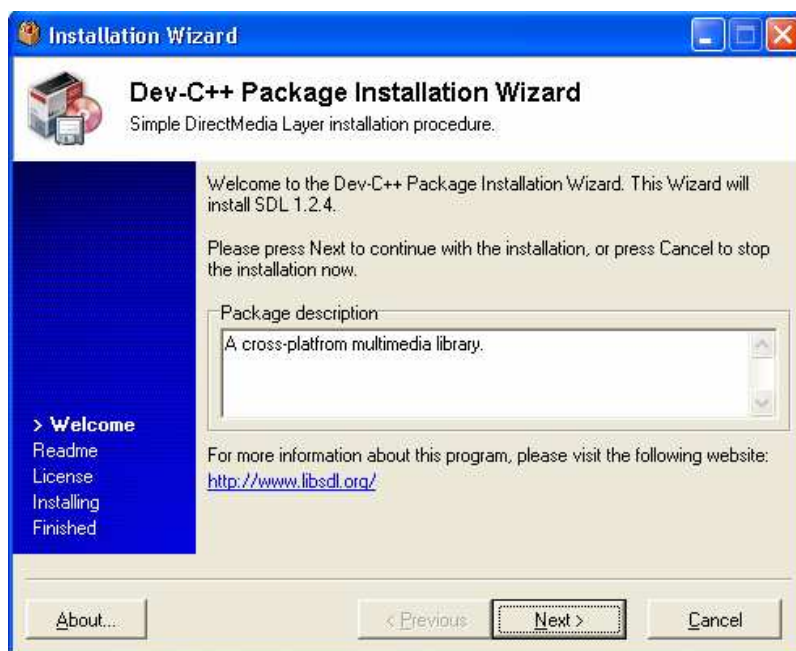 Installation Wizard
Dev-C++ Package Installation Wizard
Simple DirectMedia Layer installation procedure.
Welcome to the Dev-C++ Package Installation Wizard. This Wizard will
install SDL 1.2.4.
Please press Next to continue with the installation, or press Cancel to stop
the installation now.
Package description
A cross-platfrom multimedia library.
> Welcome
Readme
License
Installing
Finished
For more information about this program, please visit the following website:
http://www.libsdl.org/
About...
< Previous
Next >
Cancel